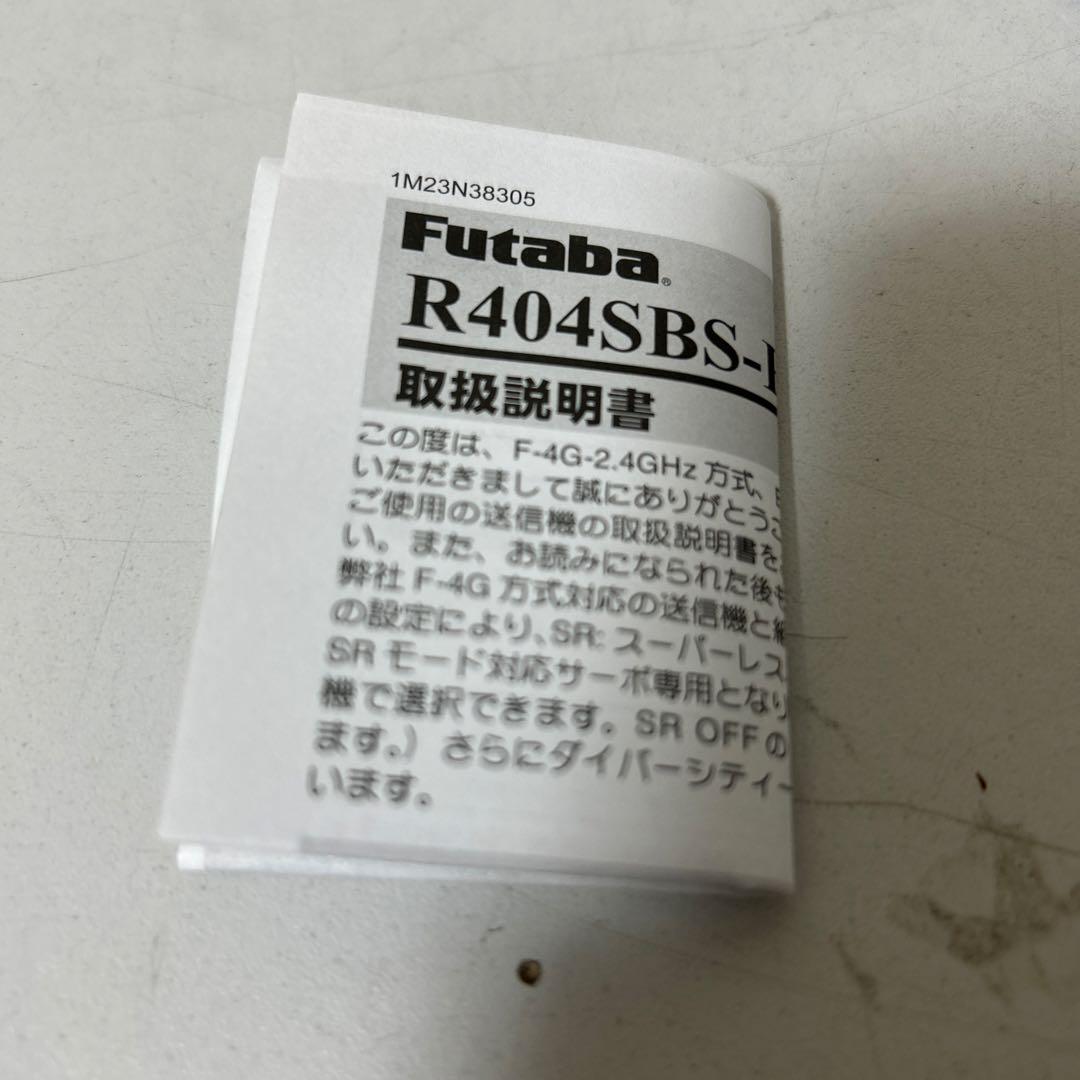 1M23N38305
Futaba®
R404SBS-
取扱説明書
この度は、F-4G-2.4GHz 方式、
いただきまして誠にありがとうご
ご使用の送信機の取扱説明書を
い。また、お読みになられた後も
弊社 F-4G 方式対応の送信機と
の設定により、SR: スーパーレス
SR モード対応サーボ専用となり
機で選択できます。SR OFF の
ます。) さらにダイバーシティー
います。